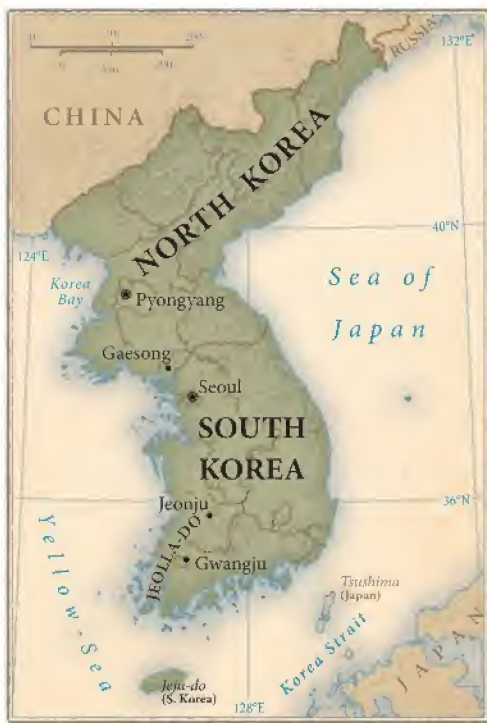 RUSSIA
132°E
CHINA
NORTH KOREA
124°E
40°N
Korea
Bay
Sea of
Japan
Pyongyang
Gaesong
Seoul
SOUTH
KOREA
Jeonju
36°N
JEOLLA-DO
Gwangju
Yellow Sea
Tsushima
(Japan)
Korea Strait
JAPAN
Jeju-do
(S. Korea)
128°E